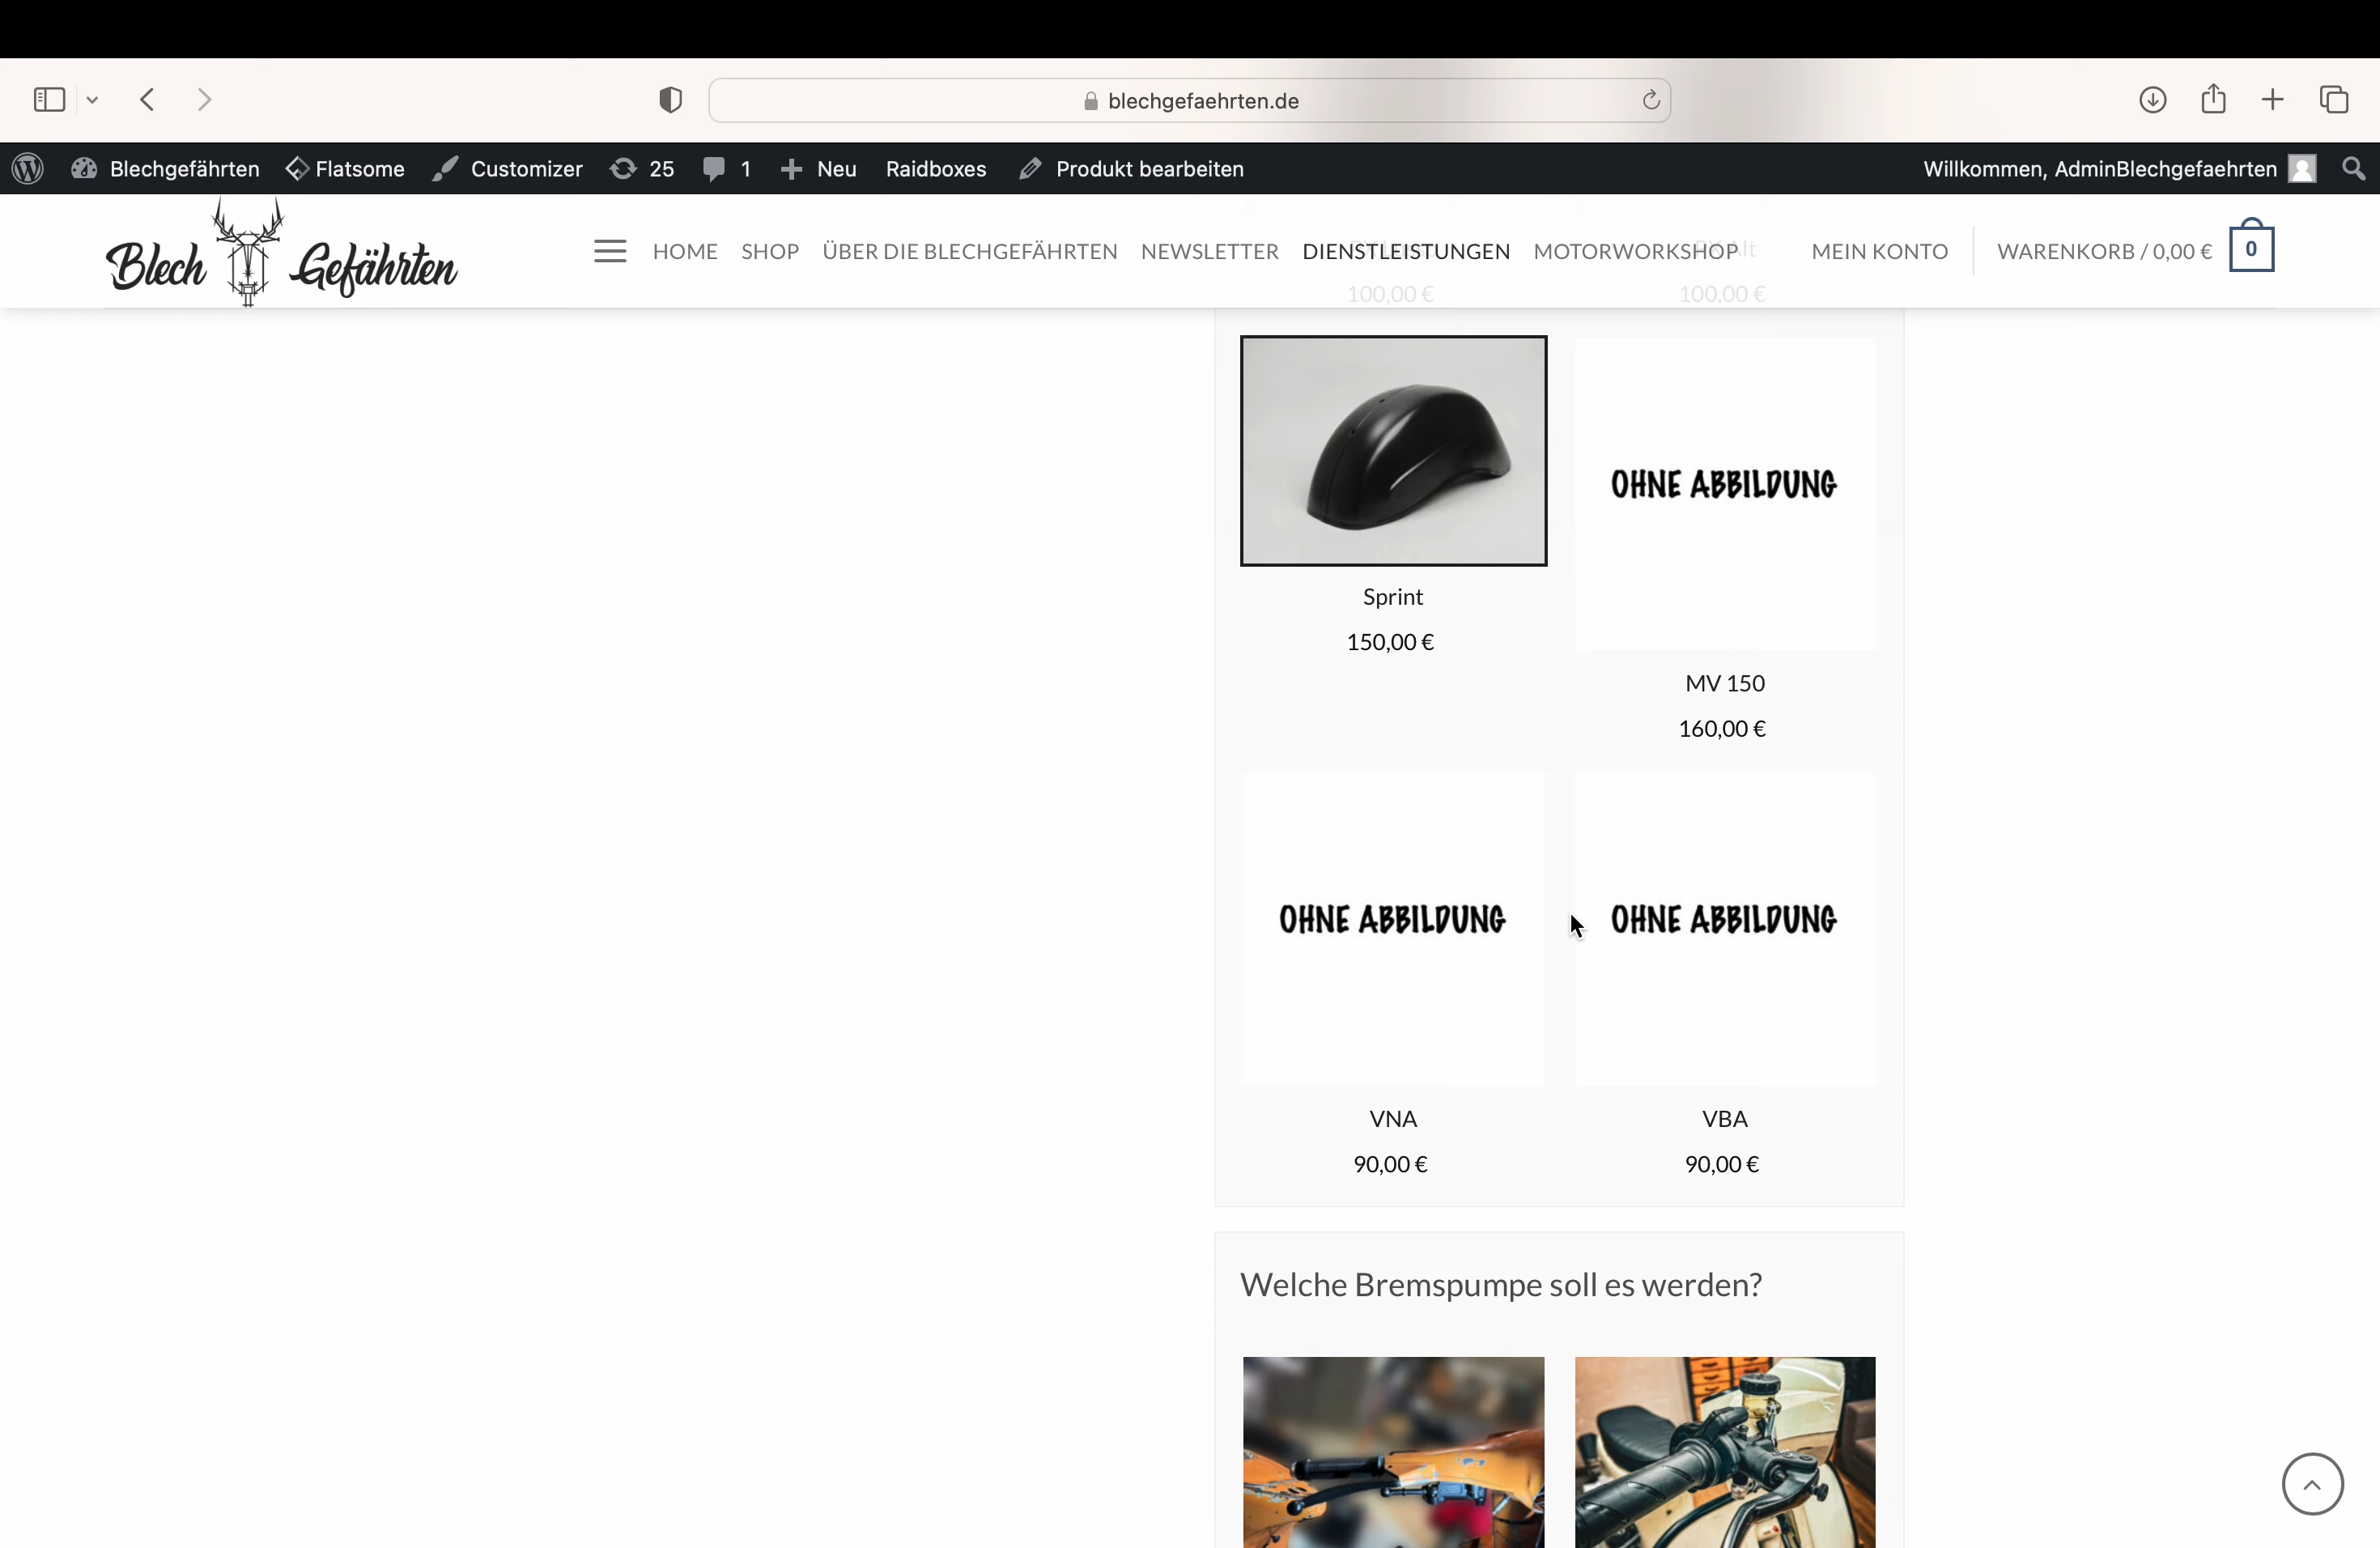 blechgefaehrten.de
Blechgefährten Flatsome Customizer 25 1 Neu Raidboxes Produkt bearbeiten Willkommen, AdminBlechgefaehrten
Blech Gefährten HOME SHOP ÜBER DIE BLECHGEFÄHRTEN NEWSLETTER DIENSTLEISTUNGEN MOTORWORKSHOP MEIN KONTO WARENKORB / 0,00 € 0
100,00 € 100,00 €
OHNE ABBILDUNG
Sprint
150,00 €
MV 150
160,00 €
OHNE ABBILDUNG OHNE ABBILDUNG
VNA VBA
90,00 € 90,00 €
Welche Bremspumpe soll es werden?